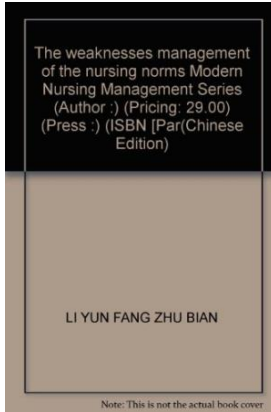 The weaknesses management
of the nursing norms Modern
Nursing Management Series
(Author :) (Pricing: 29.00)
(Press :) (ISBN [Par(Chinese
Edition)
LI YUN FANG ZHU BIAN
Note: This is not the actual book cover